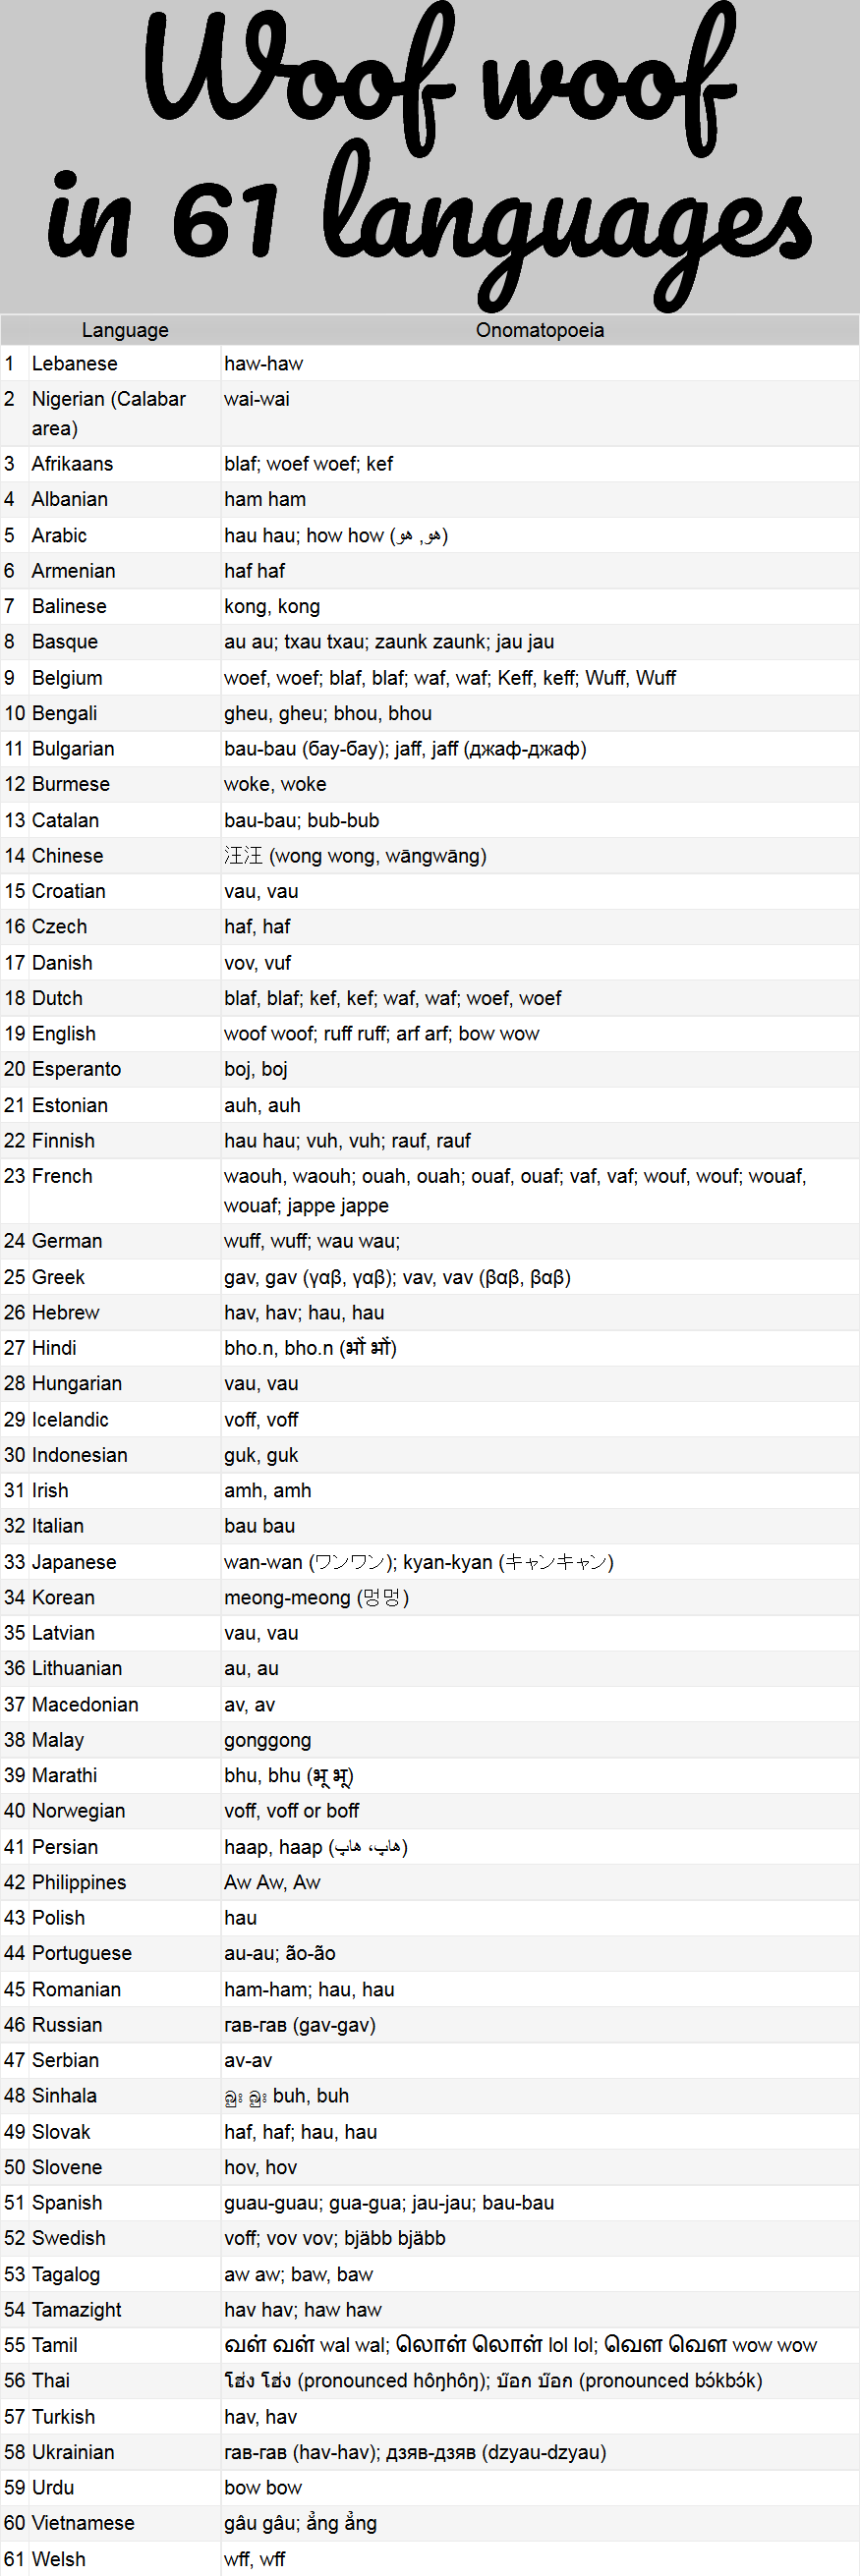 Woof woof
in 61 languages
Language Onomatopoeia
1 Lebanese haw-haw
2 Nigerian (Calabar wai-wai
area)
3 Afrikaans blaf; woef woef; kef
4 Albanian ham ham
5 Arabic hau hau; how how (هو, هو)
6 Armenian haf haf
7 Balinese kong, kong
8 Basque au au; txau txau; zaunk zaunk; jau jau
9 Belgium woef, woef; blaf, blaf; waf, waf; Keff, keff; Wuff, Wuff
10 Bengali gheu, gheu; bhou, bhou
11 Bulgarian bau-bau (бау-бау); jaff, jaff (джаф-джаф)
12 Burmese woke, woke
13 Catalan bau-bau; bub-bub
14 Chinese 汪汪 (wong wong, wāngwāng)
15 Croatian vau, vau
16 Czech haf, haf
17 Danish vov, vuf
18 Dutch blaf, blaf; kef, kef; waf, waf; woef, woef
19 English woof woof; ruff ruff; arf arf; bow wow
20 Esperanto boj, boj
21 Estonian auh, auh
22 Finnish hau hau; vuh, vuh; rauf, rauf
23 French waouh, waouh; ouah, ouah; ouaf, ouaf; vaf, vaf; wouf, wouf; wouaf,
wouaf; jappe jappe
24 German wuff, wuff; wau wau;
25 Greek gav, gav (γαβ, γαβ); vav, vav (βαβ, βαβ)
26 Hebrew hav, hav; hau, hau
27 Hindi bho.n, bho.n (भों भों)
28 Hungarian vau, vau
29 Icelandic voff, voff
30 Indonesian guk, guk
31 Irish amh, amh
32 Italian bau bau
33 Japanese wan-wan (ワンワン); kyan-kyan (キャンキャン)
34 Korean meong-meong (멍멍)
35 Latvian vau, vau
36 Lithuanian au, au
37 Macedonian av, av
38 Malay gonggong
39 Marathi bhu, bhu (भू भू)
40 Norwegian voff, voff or boff
41 Persian haap, haap (هاپ، هاپ)
42 Philippines Aw Aw, Aw
43 Polish hau
44 Portuguese au-au; ão-ão
45 Romanian ham-ham; hau, hau
46 Russian гав-гав (gav-gav)
47 Serbian av-av
48 Sinhala buh, buh
49 Slovak haf, haf; hau, hau
50 Slovene hov, hov
51 Spanish guau-guau; gua-gua; jau-jau; bau-bau
52 Swedish voff; vov vov; bjäbb bjäbb
53 Tagalog aw aw; baw, baw
54 Tamazight hav hav; haw haw
55 Tamil வள் வள் wal wal; லொள் லொள் lol lol; வௌ வௌ wow wow
56 Thai โฮ่ง โฮ่ง (pronounced hôŋhôŋ); บ๊อก บ๊อก (pronounced bɔ́kbɔ́k)
57 Turkish hav, hav
58 Ukrainian гав-гав (hav-hav); дзяв-дзяв (dzyau-dzyau)
59 Urdu bow bow
60 Vietnamese gâu gâu; ẳng ẳng
61 Welsh wff, wff